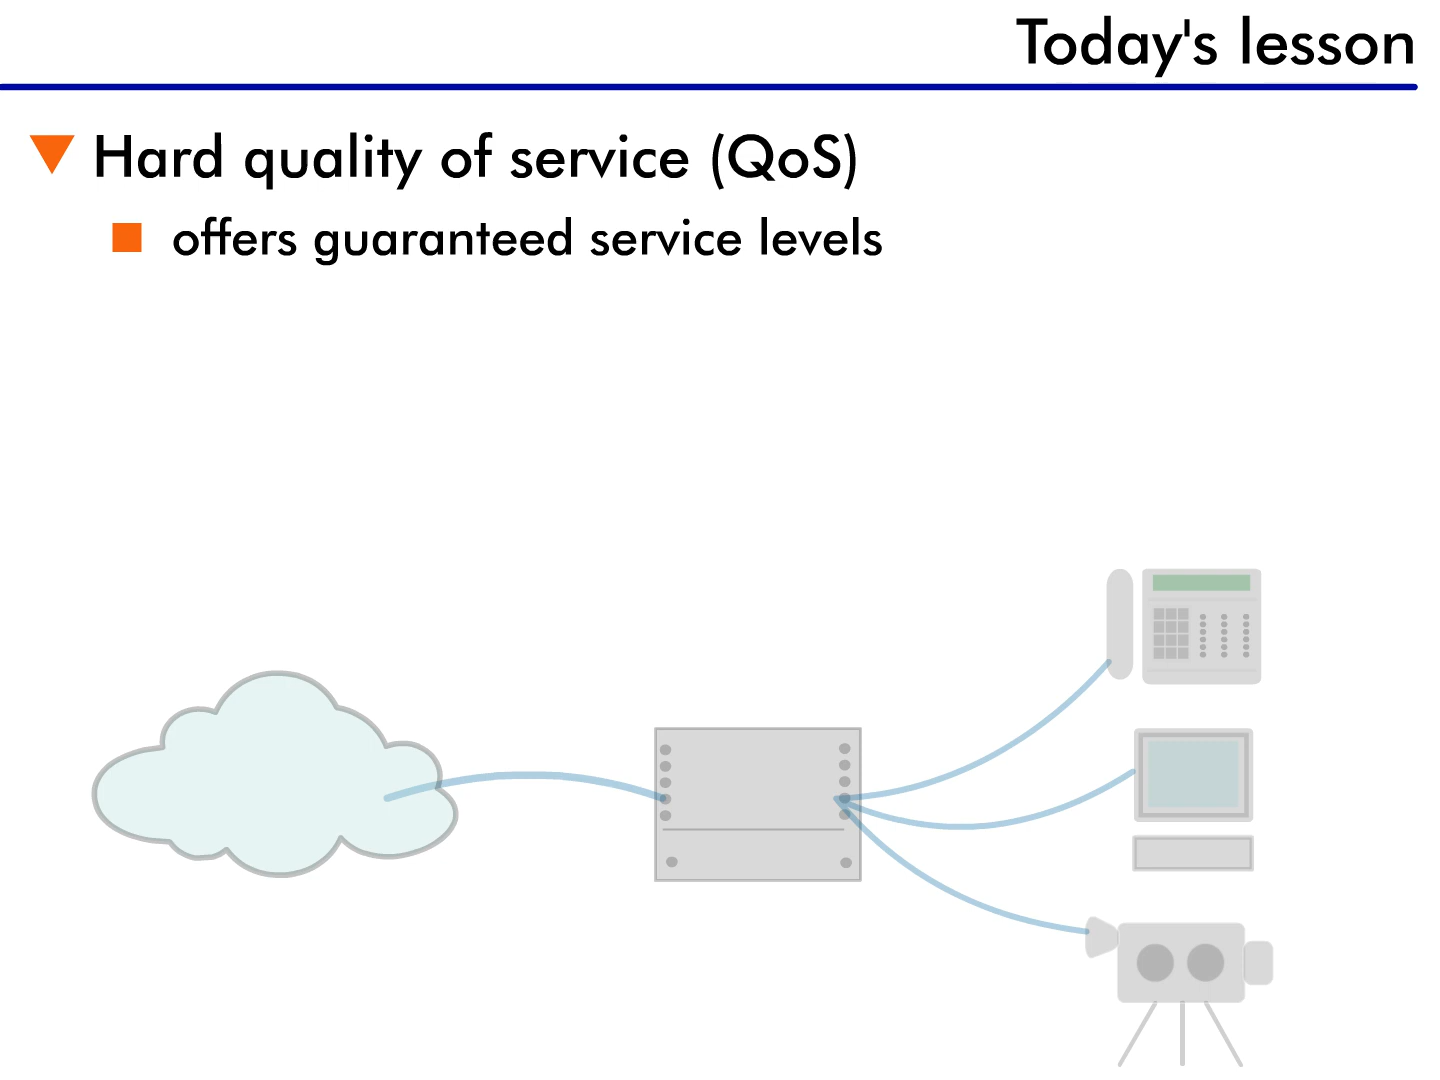 Today's lesson
Hard quality of service (QoS)
offers guaranteed service levels